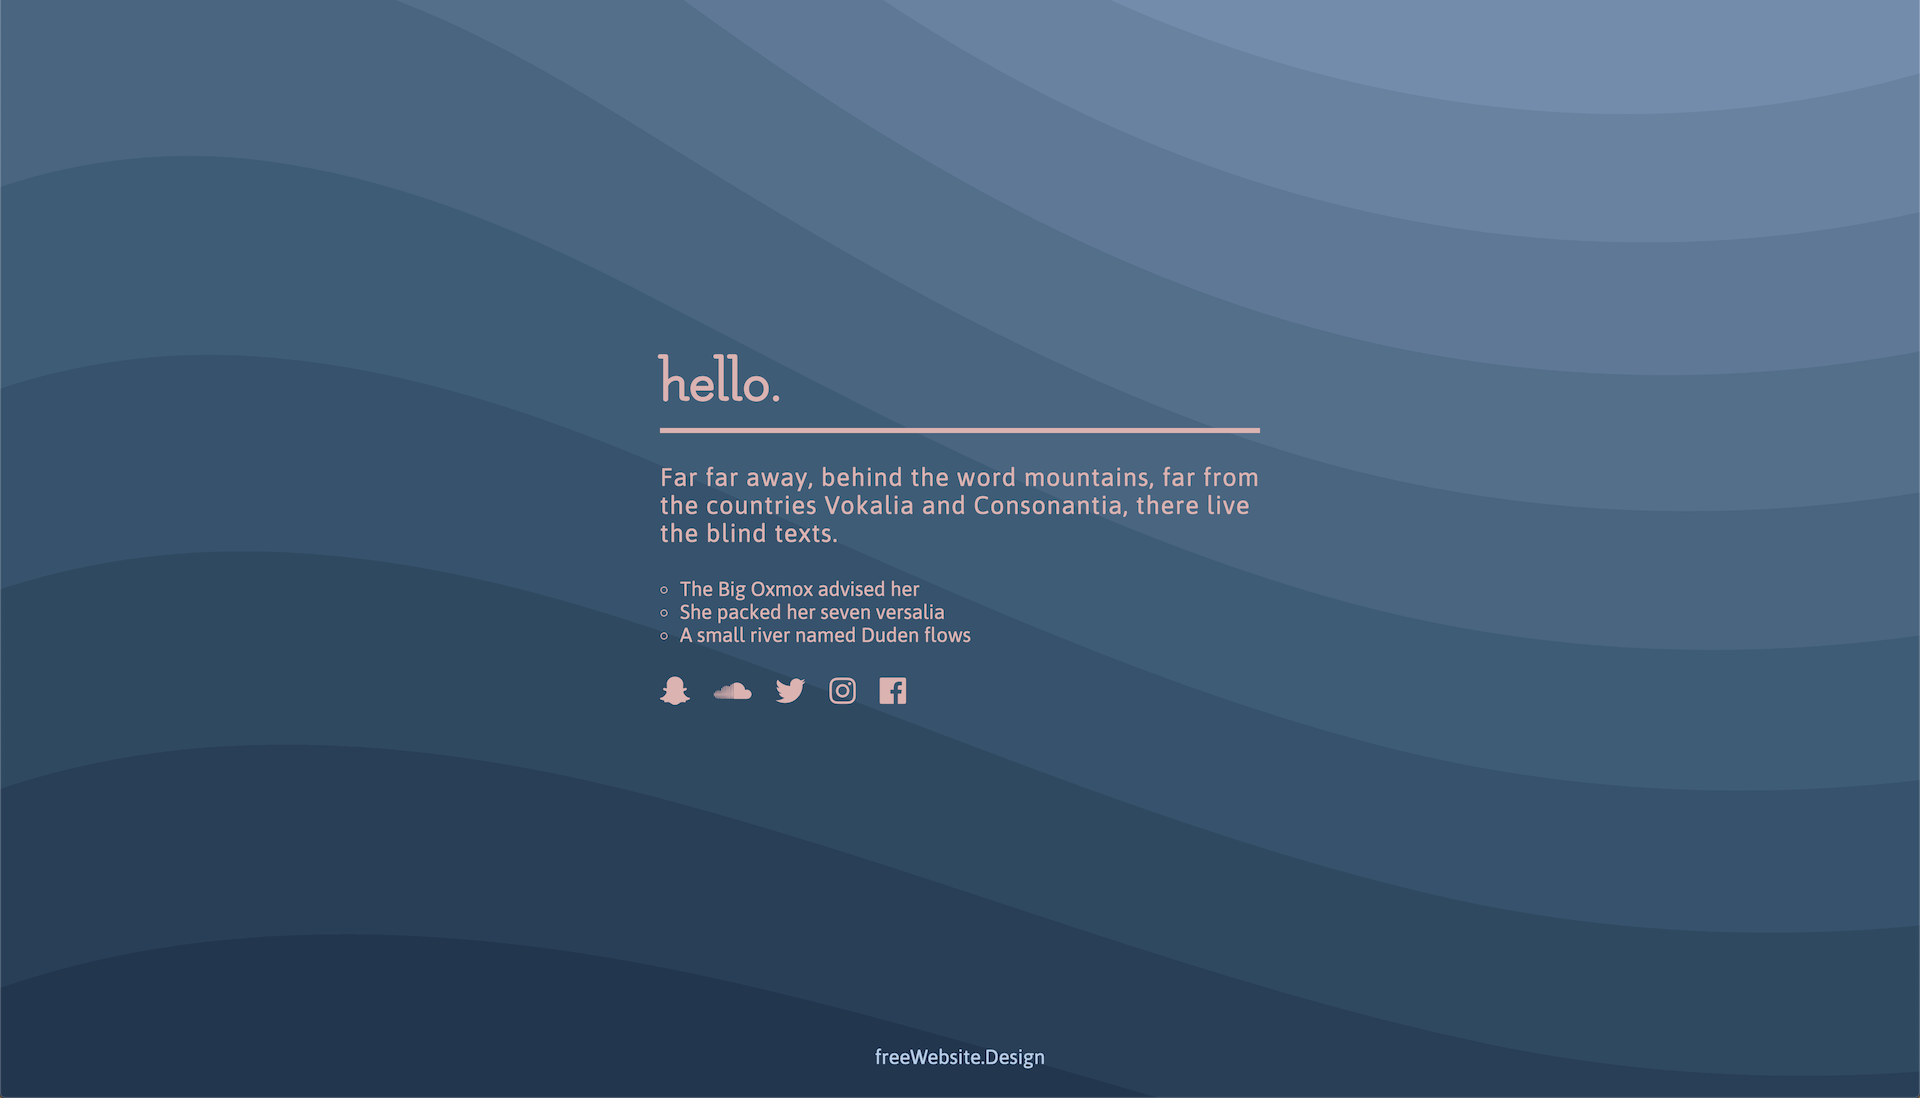 hello.
Far far away, behind the word mountains, far from
the countries Vokalia and Consonantia, there live
the blind texts.
The Big Oxmox advised her
She packed her seven versalia
A small river named Duden flows
freeWebsite.Design